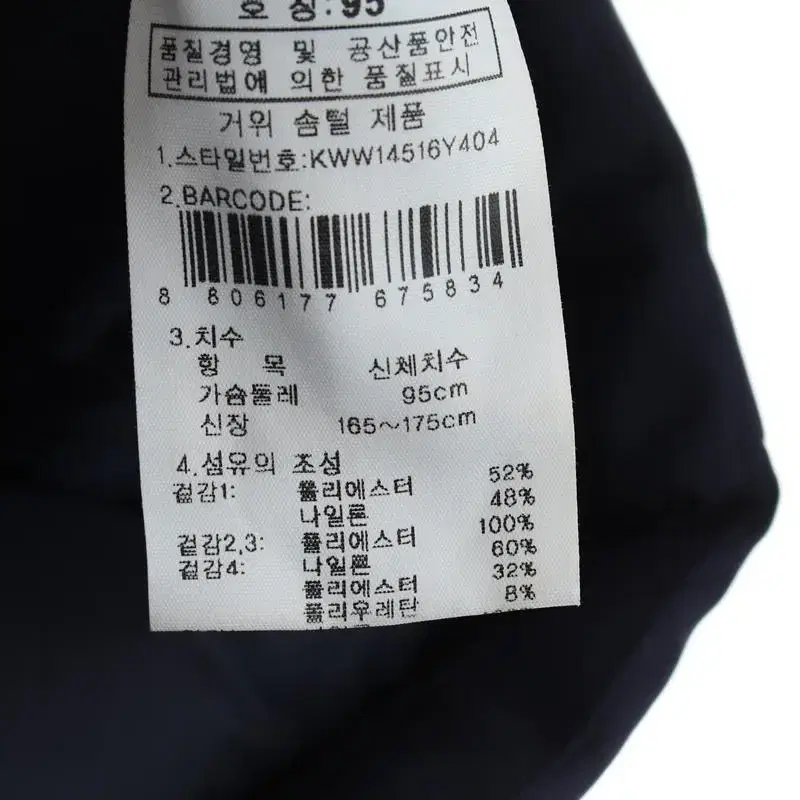 호 칭:95
품질경영 및 공산품안전
관리법에 의한 품질표시
거위 솜털 제품
1.스타일번호:KWW14516Y404
2.BARCODE:
8 806177 675834
3.치수
항 목 신체치수
가슴둘레 95cm
신장 165~175cm
4.섬유의 조성
겉감1: 폴리에스터 52%
나일론 48%
겉감2,3: 폴리에스터 100%
겉감4: 나일론 60%
폴리에스터 32%
폴리우레탄 8%